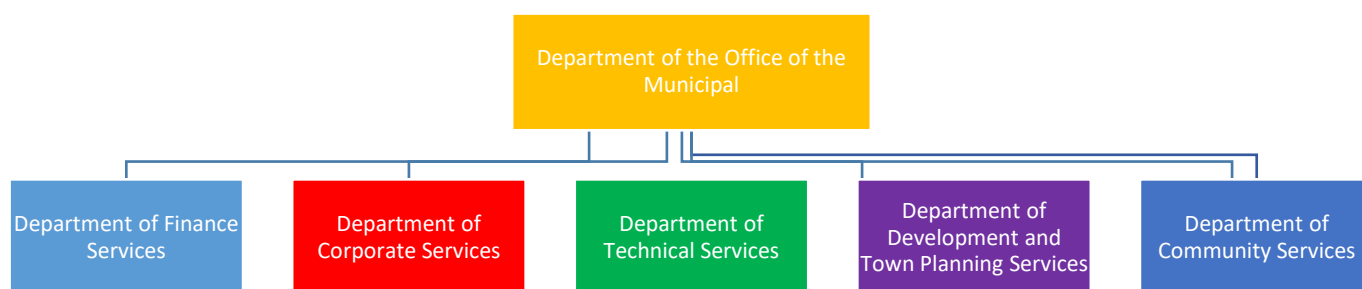 Department of the Office of the
Municipal
Department of Finance
Services
Department of
Corporate Services
Department of
Technical Services
Department of
Development and
Town Planning Services
Department of
Community Services